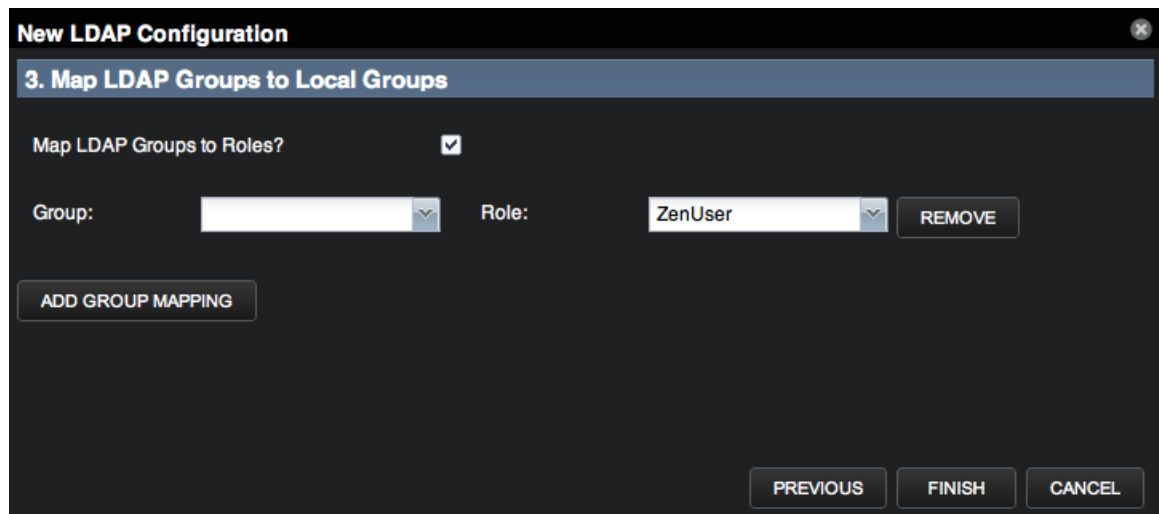 New LDAP Configuration
3. Map LDAP Groups to Local Groups
Map LDAP Groups to Roles?
Group: Role: ZenUser REMOVE
ADD GROUP MAPPING
PREVIOUS FINISH CANCEL